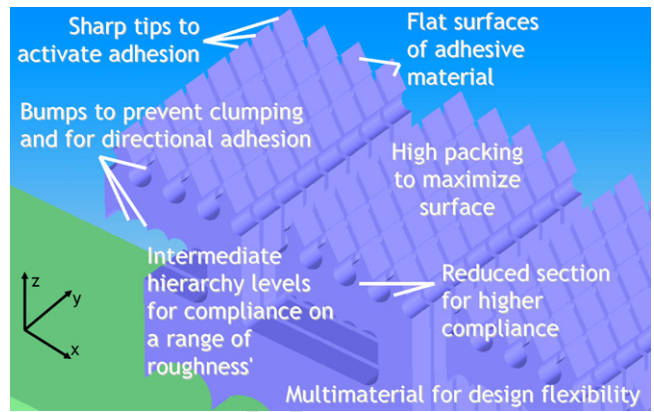 Sharp tips to
activate adhesion
Flat surfaces
of adhesive
material
Bumps to prevent clumping
and for directional adhesion
High packing
to maximize
surface
Intermediate
hierarchy levels
for compliance on
a range of
roughness'
Reduced section
for higher
compliance
z
y
x
Multimaterial for design flexibility